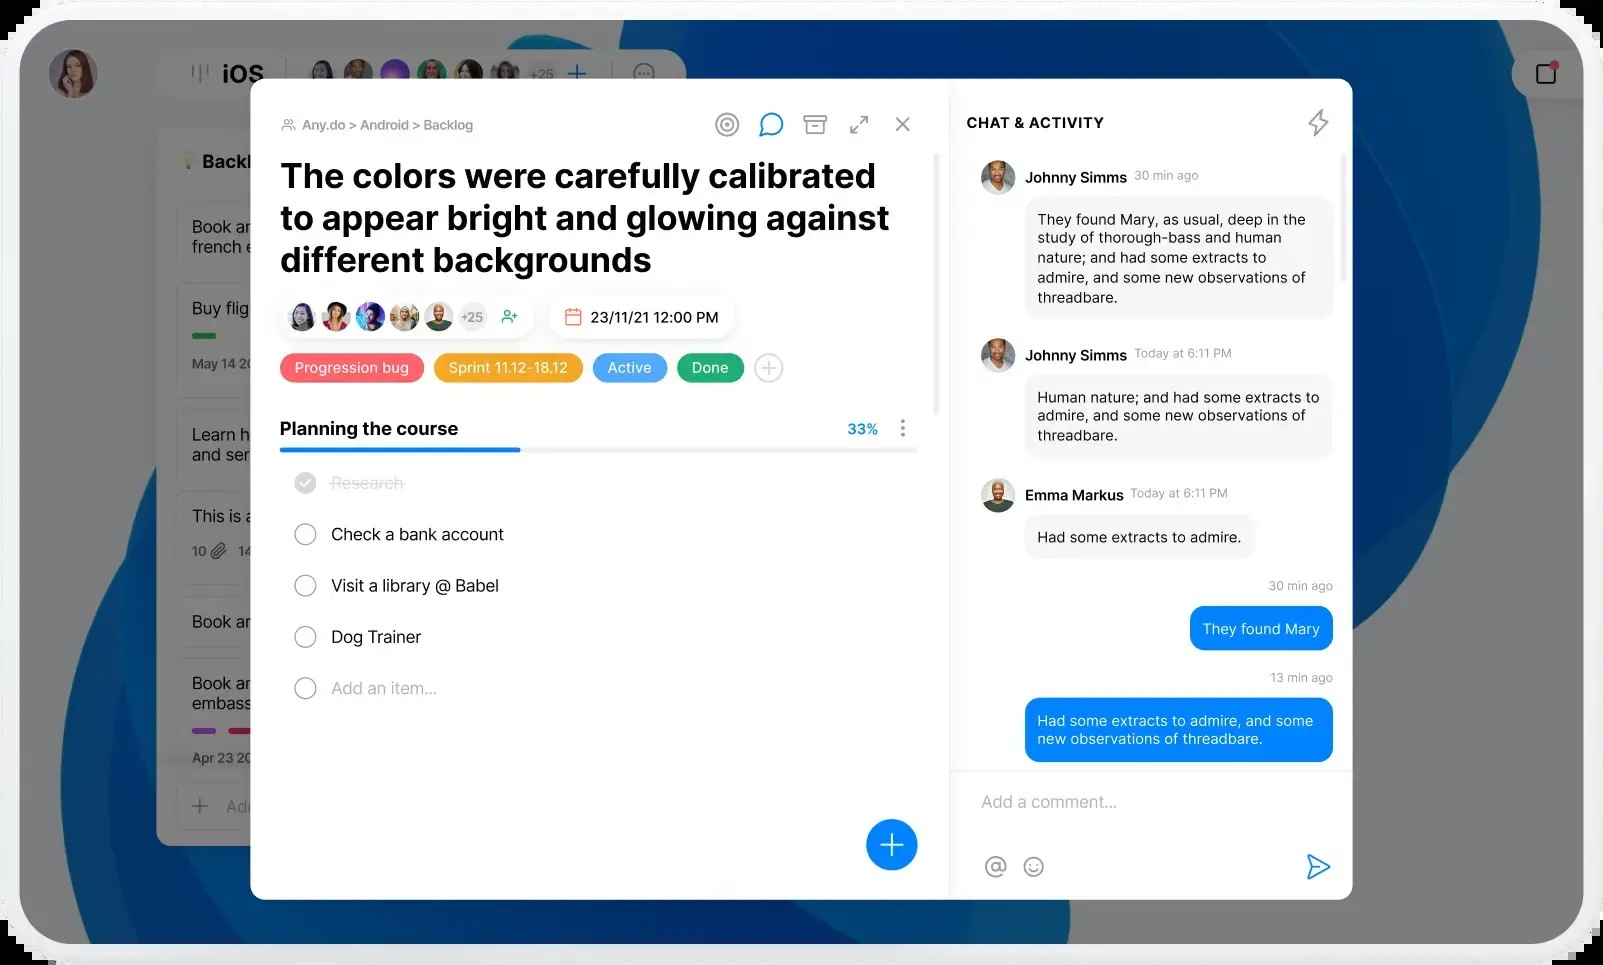 iOS
+25
Backl
Book ar
french e
Buy flig
May 14 20
Learn h
and ser
This is a
10 14
Book ar
Book ar
embass
Apr 23 20
Add
Any.do > Android > Backlog
The colors were carefully calibrated
to appear bright and glowing against
different backgrounds
+25
23/11/21 12:00 PM
Progression bug Sprint 11.12-18.12 Active Done
Planning the course 33%
Research
Check a bank account
Visit a library @ Babel
Dog Trainer
Add an item...
CHAT & ACTIVITY
Johnny Simms 30 min ago
They found Mary, as usual, deep in the
study of thorough-bass and human
nature; and had some extracts to
admire, and some new observations of
threadbare.
Johnny Simms Today at 6:11 PM
Human nature; and had some extracts to
admire, and some new observations of
threadbare.
Emma Markus Today at 6:11 PM
Had some extracts to admire.
30 min ago
They found Mary
13 min ago
Had some extracts to admire, and some
new observations of threadbare.
Add a comment...